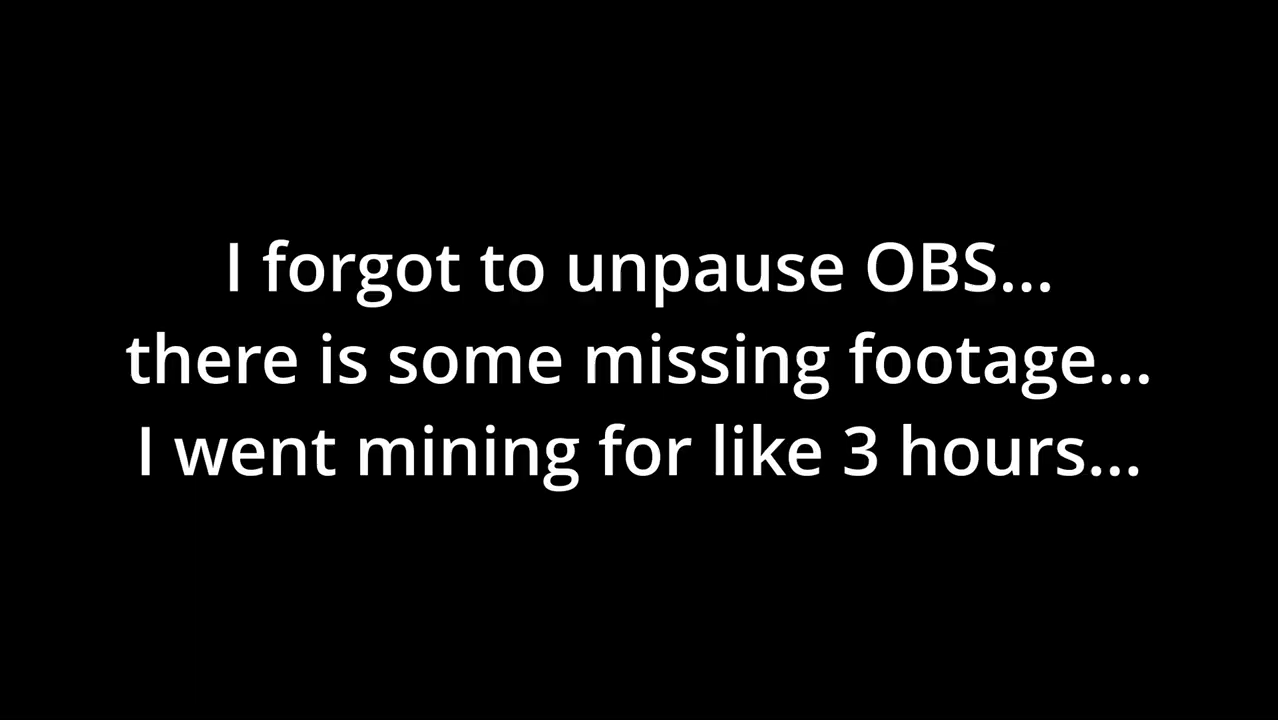 I forgot to unpause OBS...
there is some missing footage...
I went mining for like 3 hours...